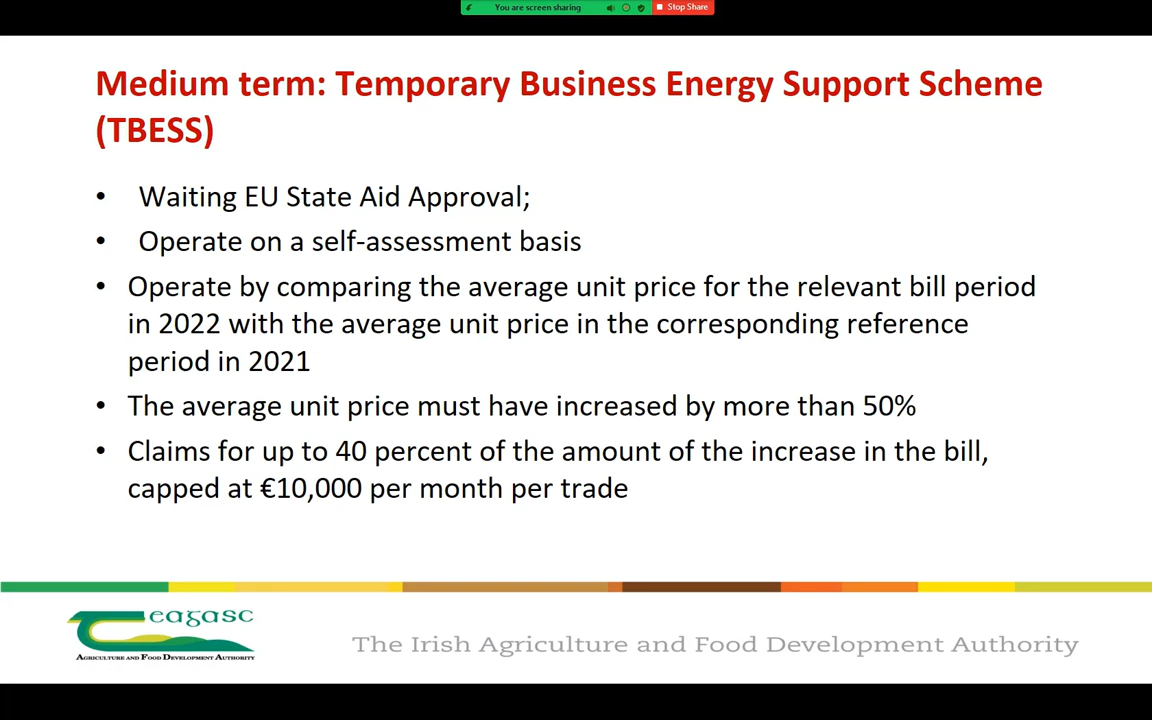 You are screen sharing
Stop Share
Medium term: Temporary Business Energy Support Scheme
(TBESS)
• Waiting EU State Aid Approval;
• Operate on a self-assessment basis
• Operate by comparing the average unit price for the relevant bill period
in 2022 with the average unit price in the corresponding reference
period in 2021
• The average unit price must have increased by more than 50%
• Claims for up to 40 percent of the amount of the increase in the bill,
capped at €10,000 per month per trade
eagasc
AGRICULTURE AND FOOD DEVELOPMENT AUTHORITY
The Irish Agriculture and Food Development Authority